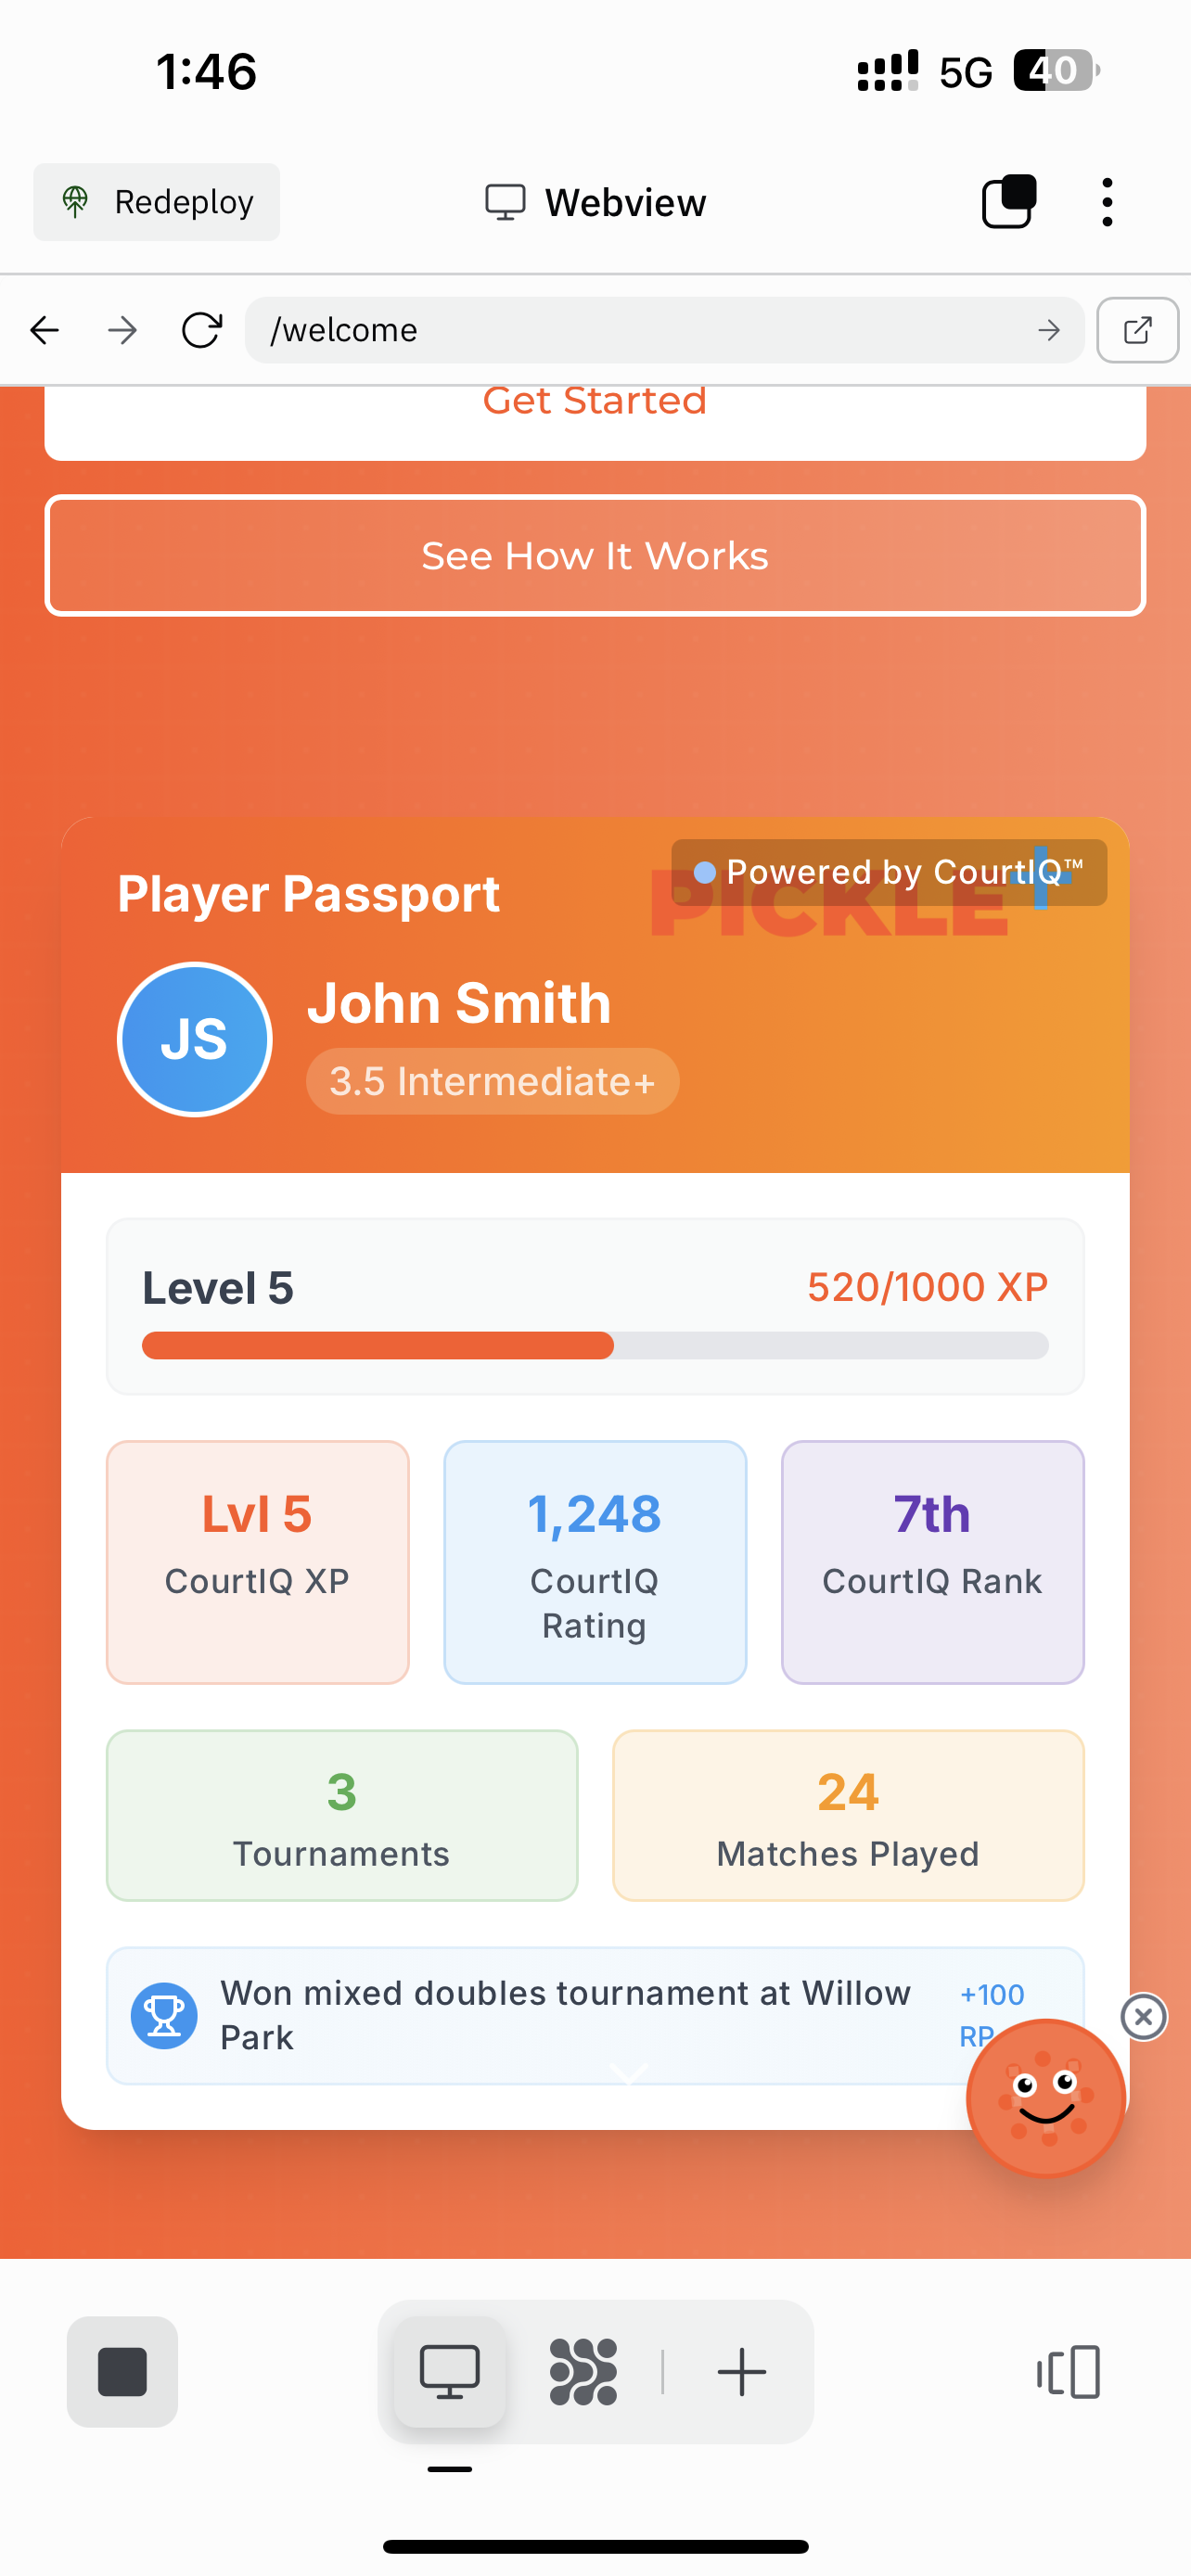 1:46
5G
40
Redeploy
Webview
/welcome
Get Started
See How It Works
Player Passport
Powered by CourtIQ™
PICKLE+
JS
John Smith
3.5 Intermediate+
Level 5
520/1000 XP
Lvl 5
CourtIQ XP
1,248
CourtIQ
Rating
7th
CourtIQ Rank
3
Tournaments
24
Matches Played
Won mixed doubles tournament at Willow
Park
+100
RP